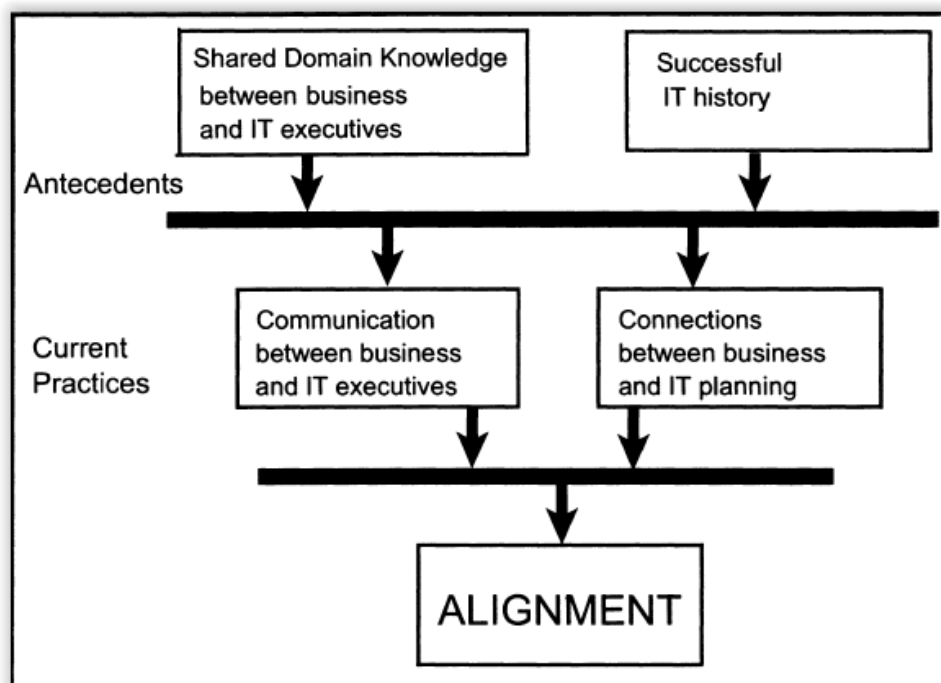 Shared Domain Knowledge
between business
and IT executives
Successful
IT history
Antecedents
Communication
between business
and IT executives
Connections
between business
and IT planning
Current
Practices
ALIGNMENT